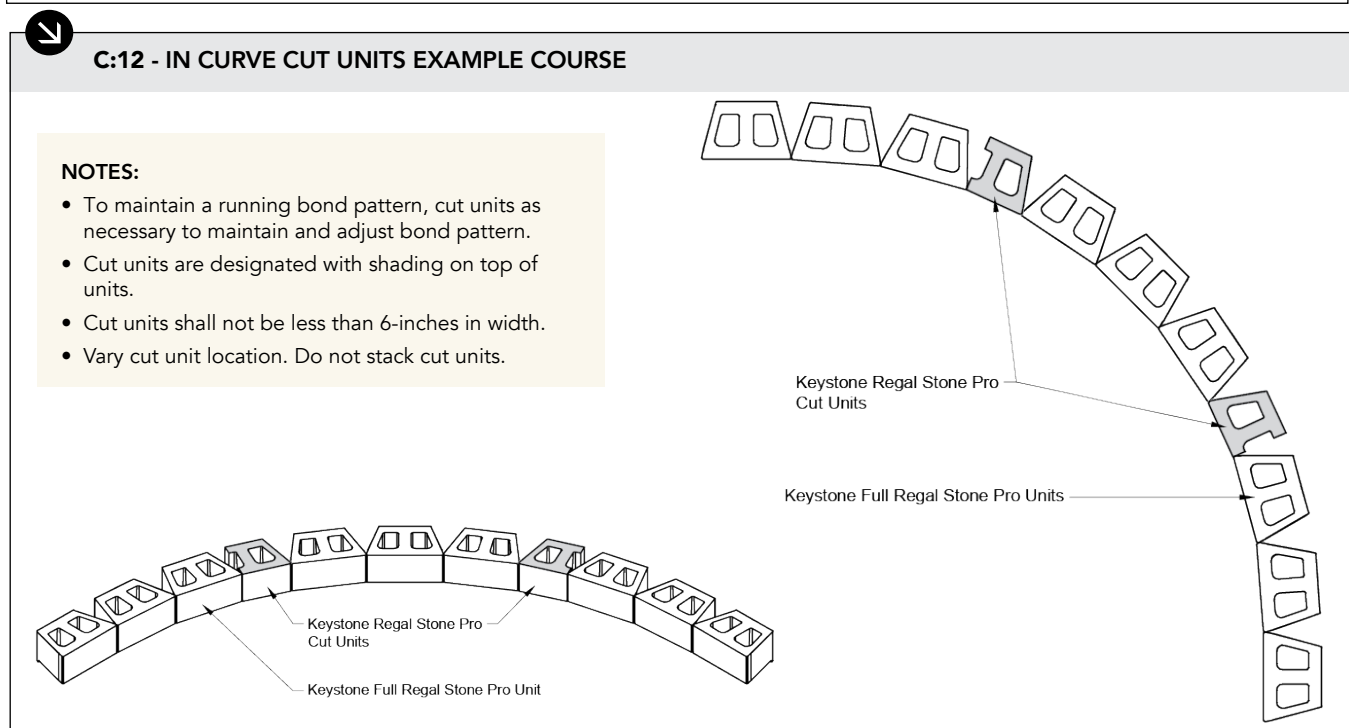 C:12 - IN CURVE CUT UNITS EXAMPLE COURSE
NOTES:
• To maintain a running bond pattern, cut units as
necessary to maintain and adjust bond pattern.
• Cut units are designated with shading on top of
units.
• Cut units shall not be less than 6-inches in width.
• Vary cut unit location. Do not stack cut units.
Keystone Regal Stone Pro
Cut Units
Keystone Full Regal Stone Pro Units
Keystone Regal Stone Pro
Cut Units
Keystone Full Regal Stone Pro Unit